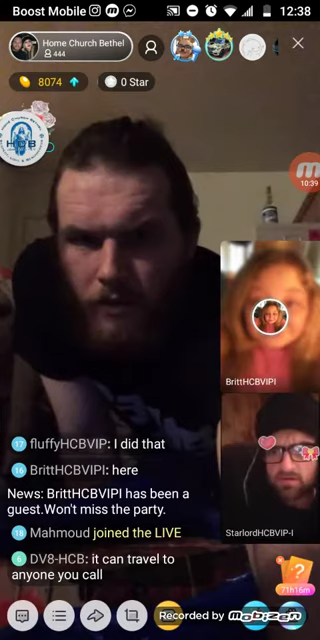 Boost Mobile
12:38
Home Church Bethel
444
8074
0 Star
HCB
10:39
BrittHCBVIPI
17 fluffyHCBVIP: I did that
16 BrittHCBVIPI: here
News: BrittHCBVIPI has been a
guest.Won't miss the party.
StarlordHCBVIP-I
18 Mahmoud joined the LIVE
6 DV8-HCB: it can travel to
anyone you call
?
71h16m
Recorded by mobizen